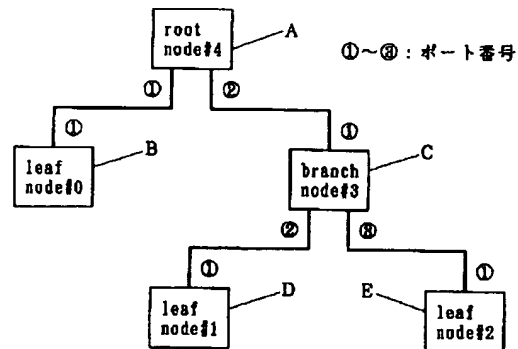 root
node#4
A
①～③：ポート番号
①
②
①
①
leaf
node#0
B
branch
node#3
C
②
③
①
①
leaf
node#1
D
E
leaf
node#2